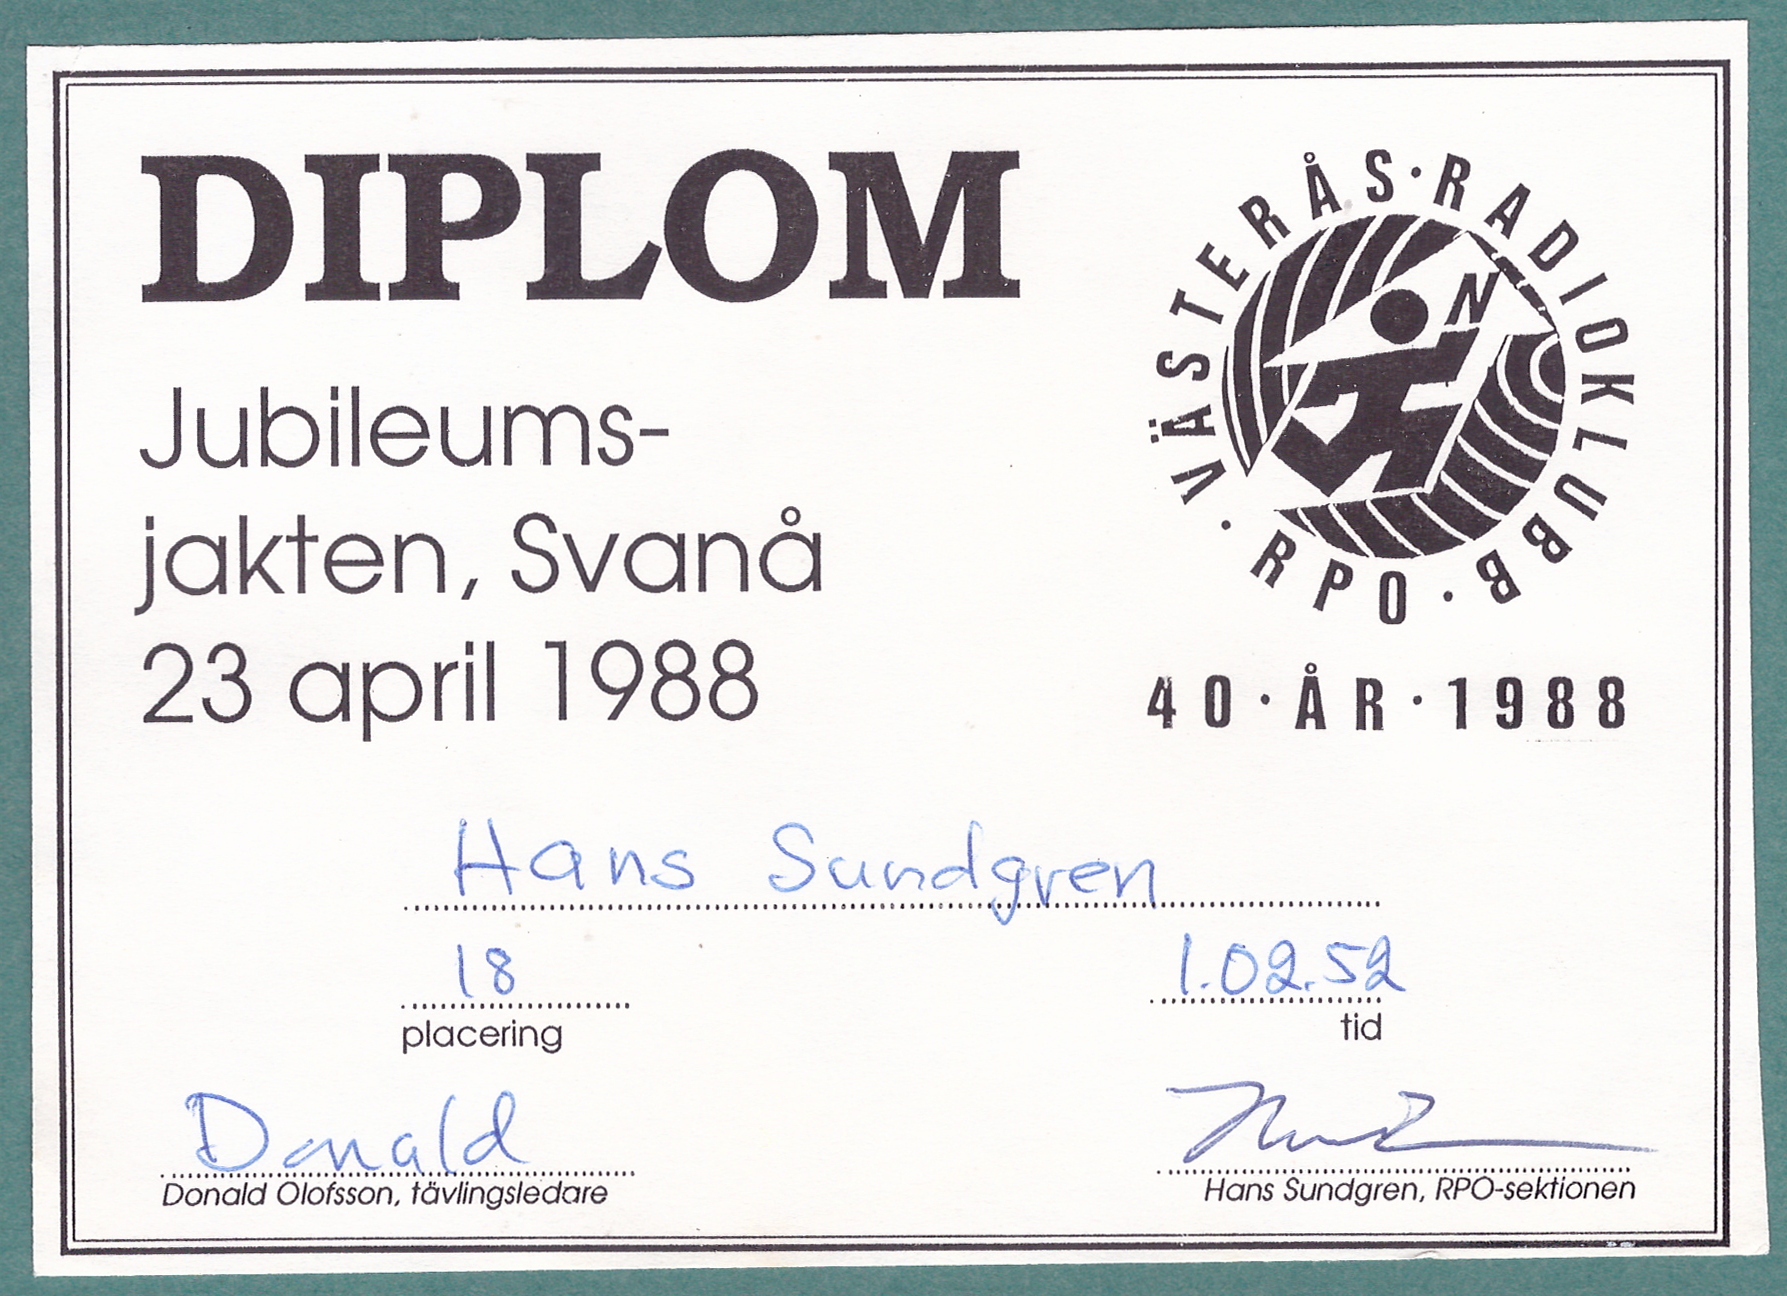 DIPLOM
Jubileums-
jakten, Svanå
23 april 1988
VÄSTERÅS · RADIOKLUBB · RPO ·
N
40 · ÅR · 1988
Hans Sundgren
18
placering
1.02.52
tid
Donald
Donald Olofsson, tävlingsledare
Hans Sundgren, RPO-sektionen